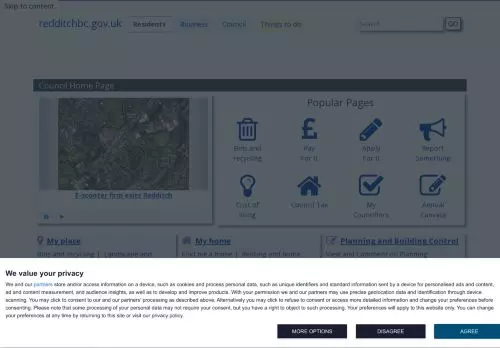 Skip to content
redditchbc.gov.uk
Residents
Business
Council
Things to do
Search
GO
Council Home Page
Popular Pages
Bins and
recycling
Pay
For it
Apply
For it
Report
Something
E-scooter firm exits Redditch
Cost of
living
Council Tax
My
Councillors
Annual
Canvass
My place
My home
Planning and Building Control
Bins and recycling | Landscape and
View and Comment on Planning
We value your privacy
We and our partners store and/or access information on a device, such as cookies and process personal data, such as unique identifiers and standard information sent by a device for personalised ads and content,
ad and content measurement, and audience insights, as well as to develop and improve products. With your permission we and our partners may use precise geolocation data and identification through device
scanning. You may click to consent to our and our partners' processing as described above. Alternatively you may click to refuse to consent or access more detailed information and change your preferences before
consenting. Please note that some processing of your personal data may not require your consent, but you have a right to object to such processing. Your preferences will apply to this website only. You can change
your preferences at any time by returning to this site or visit our privacy policy.
MORE OPTIONS
DISAGREE
AGREE